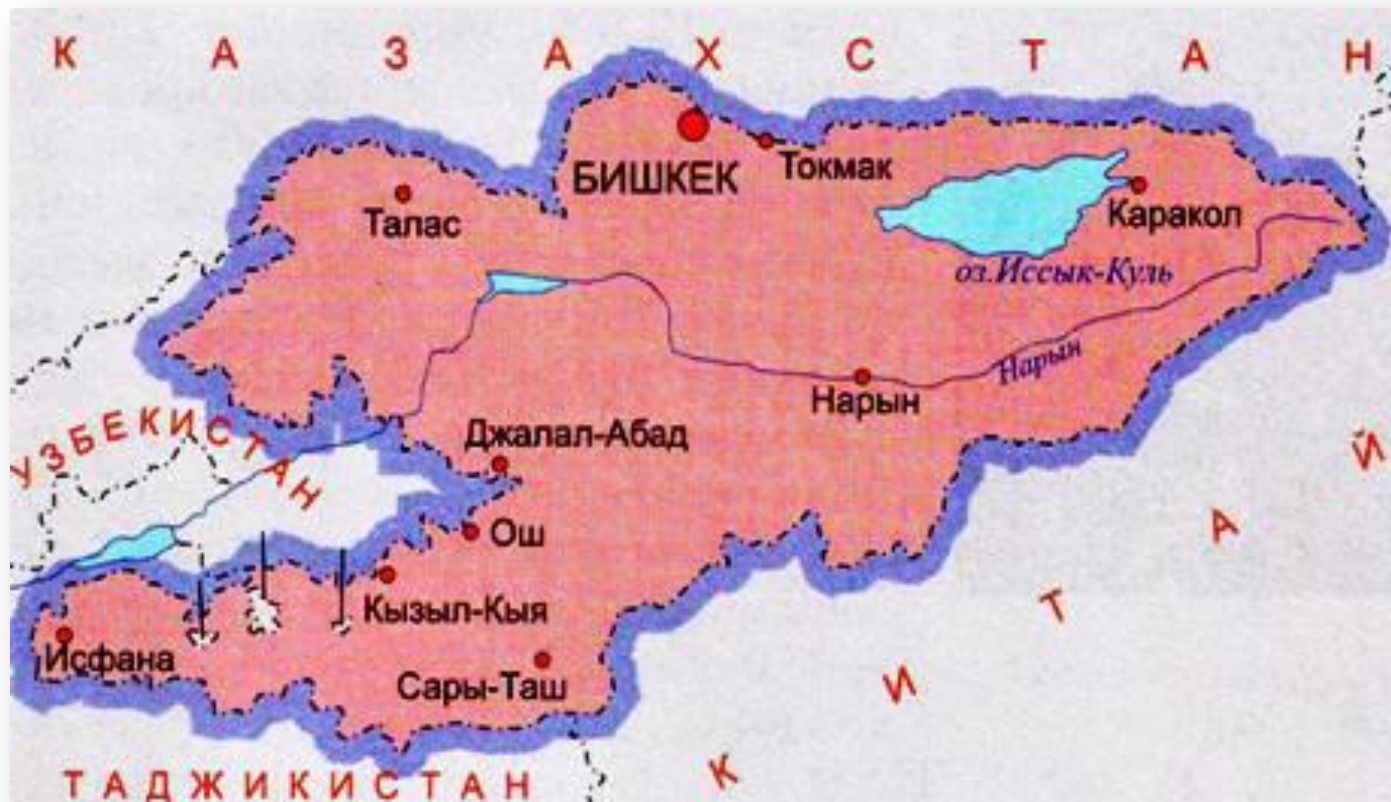 КАЗАХСТАН
БИШКЕК
Токмак
Талас
Каракол
оз.Иссык-Куль
Нарын
Нарын
Джалал-Абад
УЗБЕКИСТАН
Ош
Кызыл-Кыя
Исфана
Сары-Таш
КИТАЙ
ТАДЖИКИСТАН